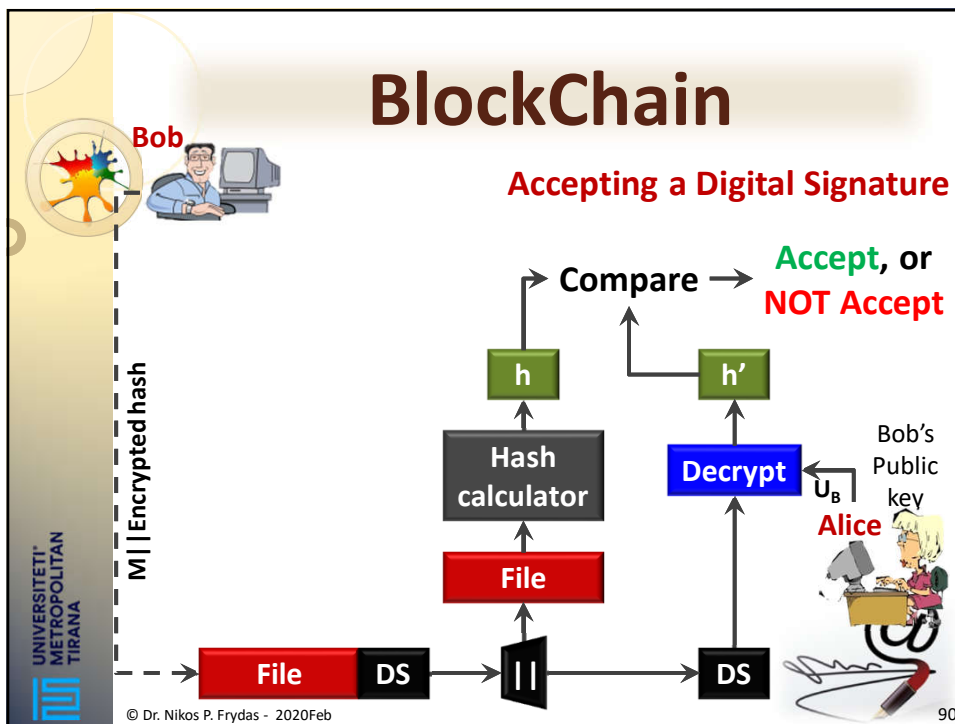 BlockChain
Bob
Accepting a Digital Signature
Compare
Accept, or
NOT Accept
h
h’
Hash
calculator
Decrypt
Bob’s
Public
key
U_B
Alice
M||Encrypted hash
File
File
DS
||
DS
UNIVERSITETI
METROPOLITAN
TIRANA
© Dr. Nikos P. Frydas - 2020Feb
90